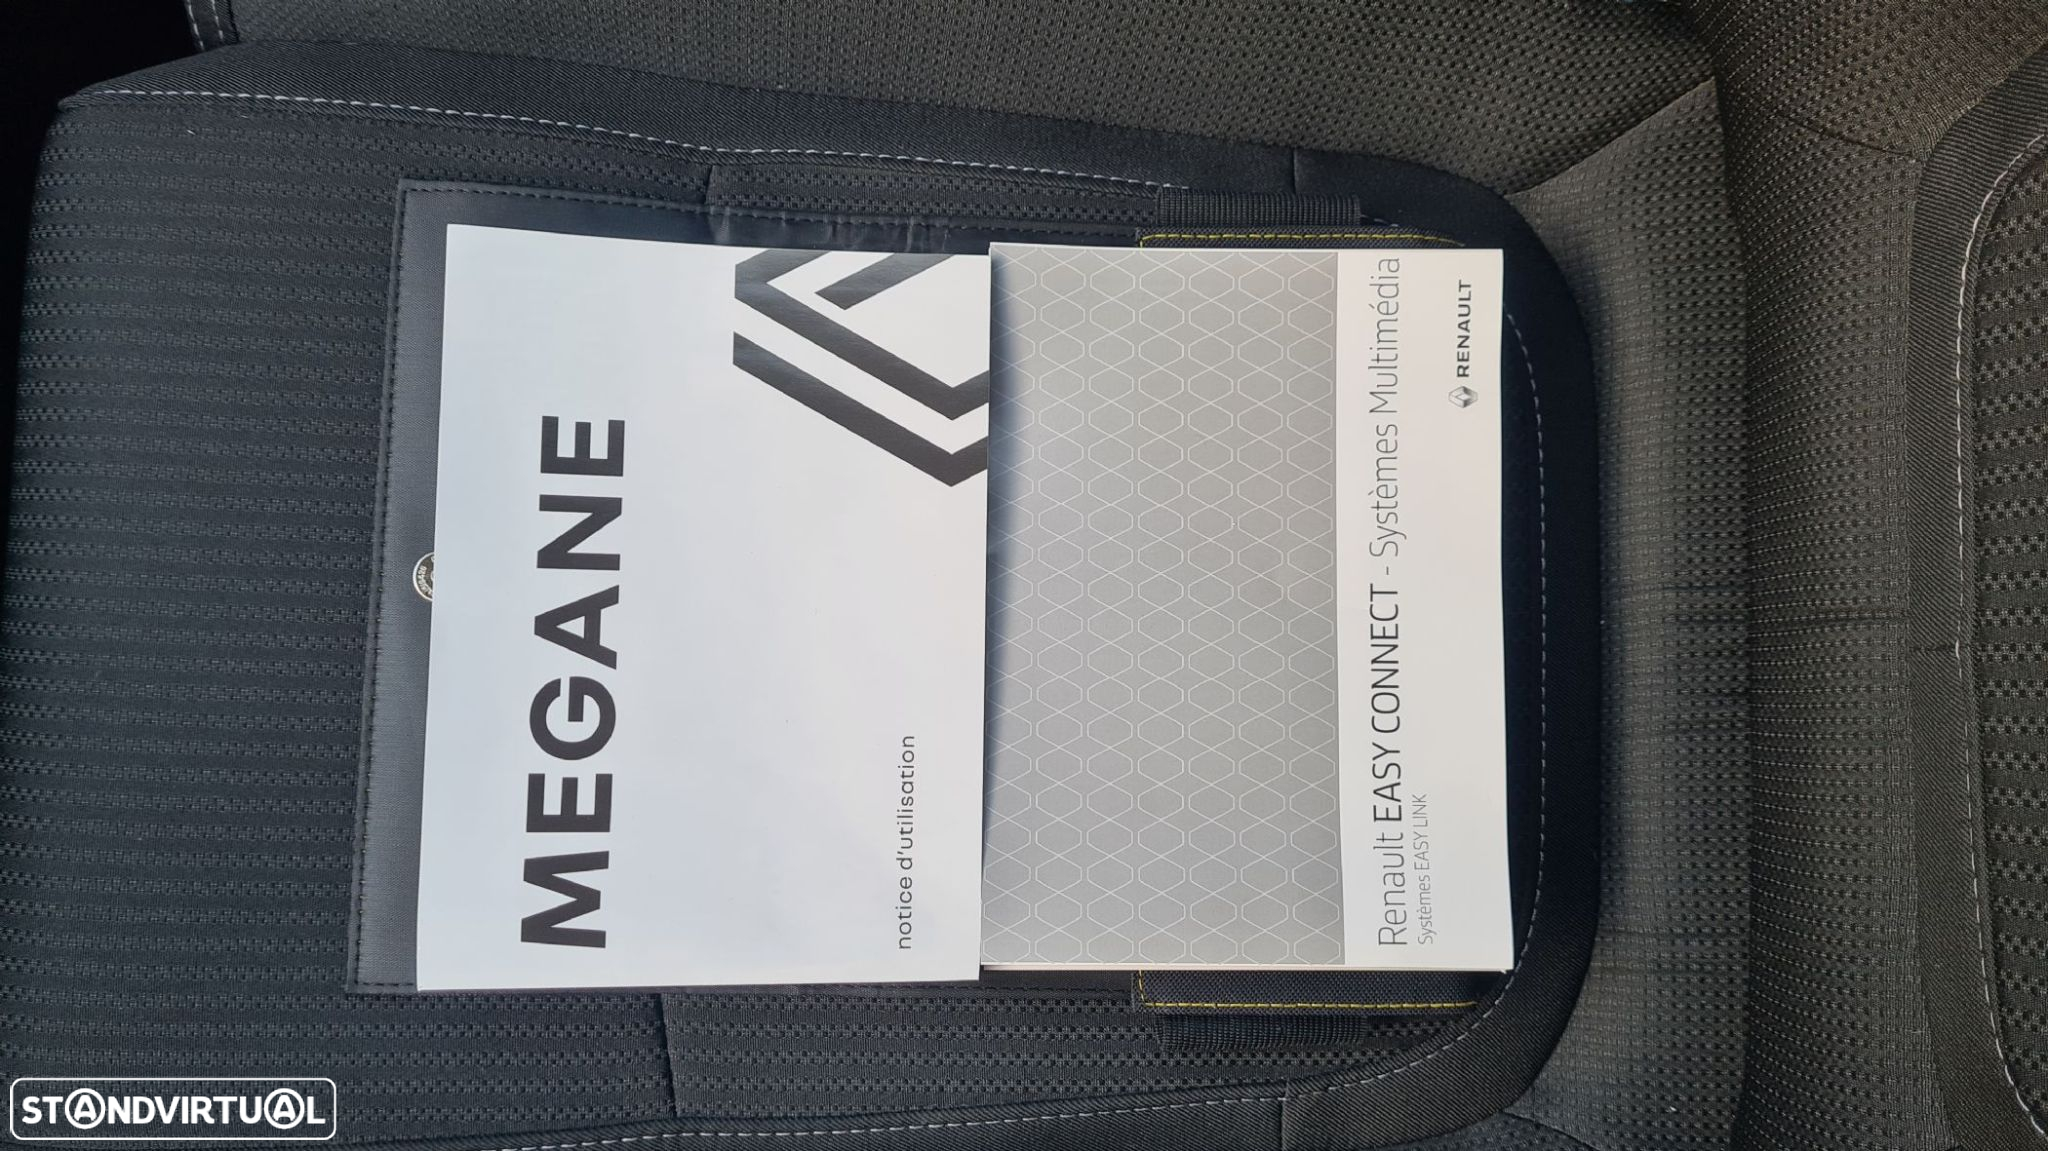 MEGANE
notice d'utilisation
Renault EASY CONNECT - Systèmes Multimédia
Systèmes EASY LINK
RENAULT
STANDVIRTUAL